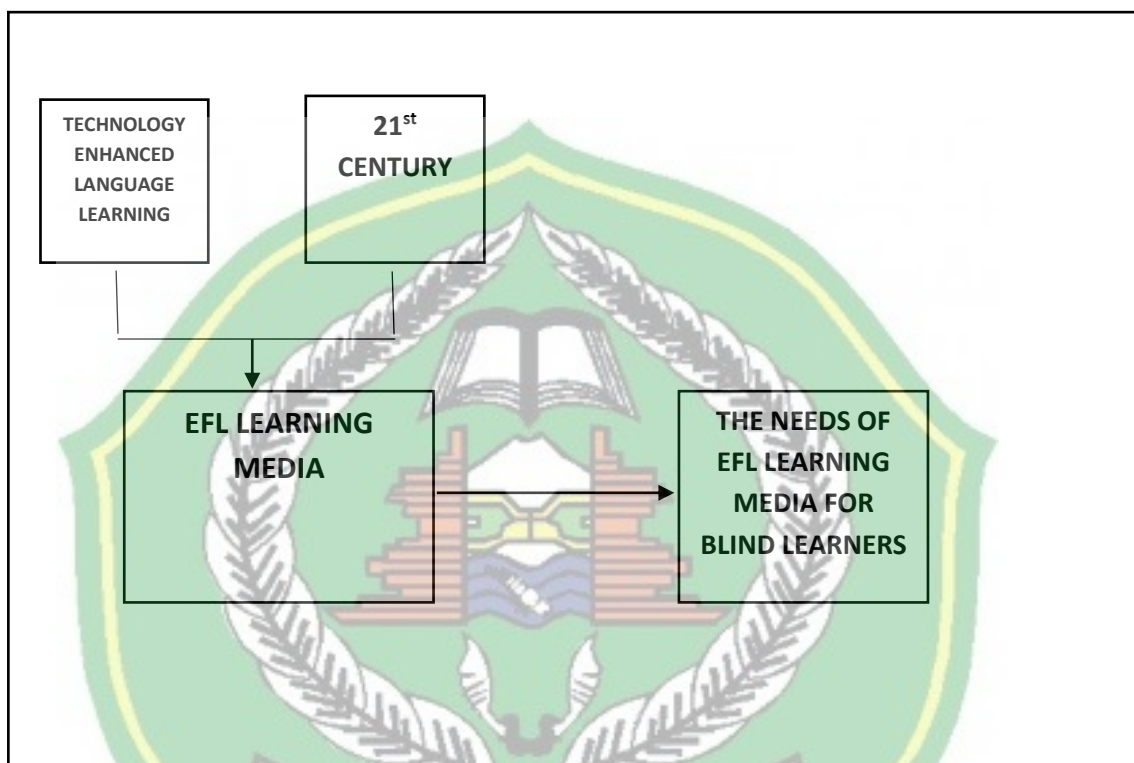 TECHNOLOGY
ENHANCED
LANGUAGE
LEARNING
21st
CENTURY
EFL LEARNING
MEDIA
THE NEEDS OF
EFL LEARNING
MEDIA FOR
BLIND LEARNERS